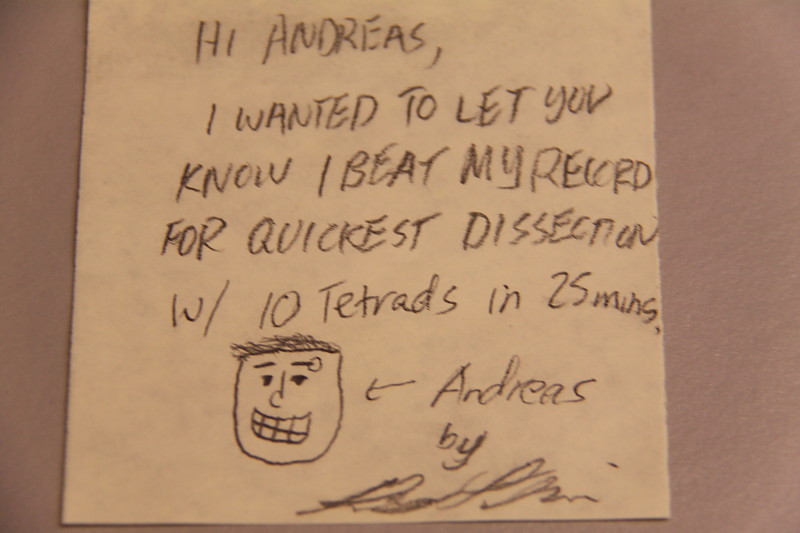 HI ANDREAS,
I WANTED TO LET YOU
KNOW I BEAT MY RECORD
FOR QUICKEST DISSECTION
W/ 10 Tetrads in 25 mins.
← Andreas
by